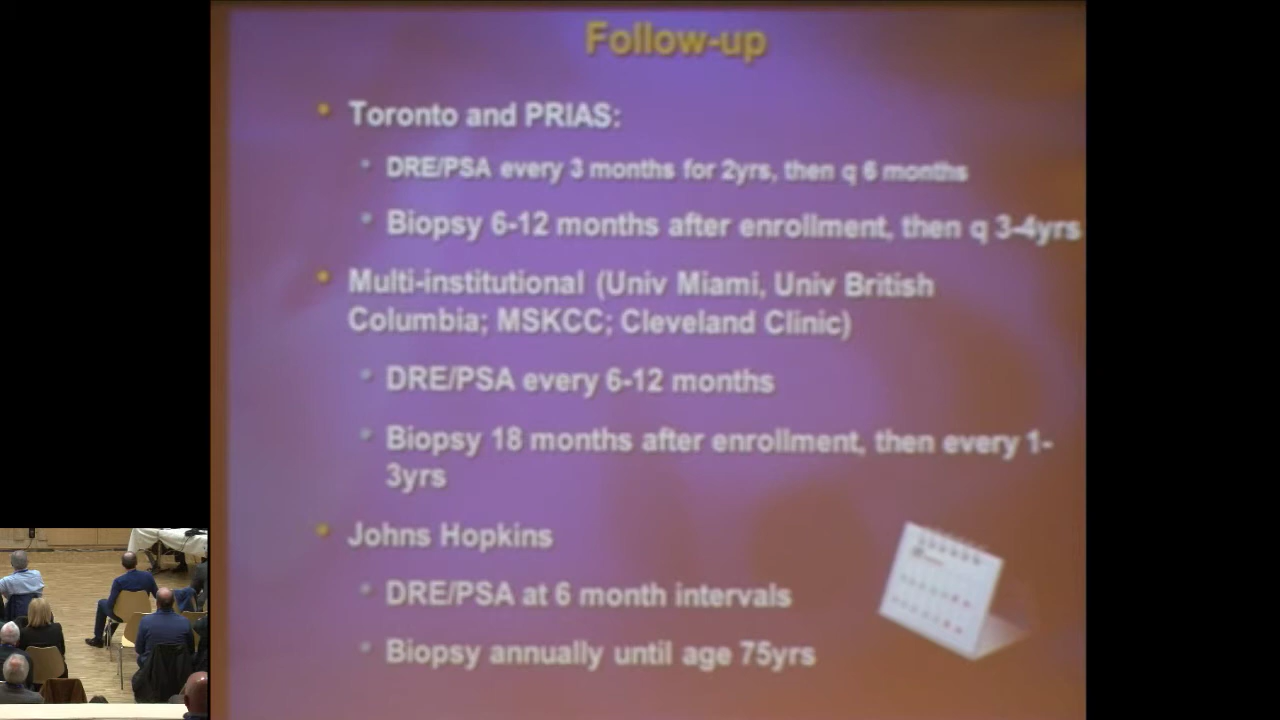 Follow-up
• Toronto and PRIAS:
• DRE/PSA every 3 months for 2yrs, then q 6 months
• Biopsy 6-12 months after enrollment, then q 3-4yrs
• Multi-institutional (Univ Miami, Univ British
Columbia; MSKCC; Cleveland Clinic)
• DRE/PSA every 6-12 months
• Biopsy 18 months after enrollment, then every 1-
3yrs
• Johns Hopkins
• DRE/PSA at 6 month intervals
• Biopsy annually until age 75yrs